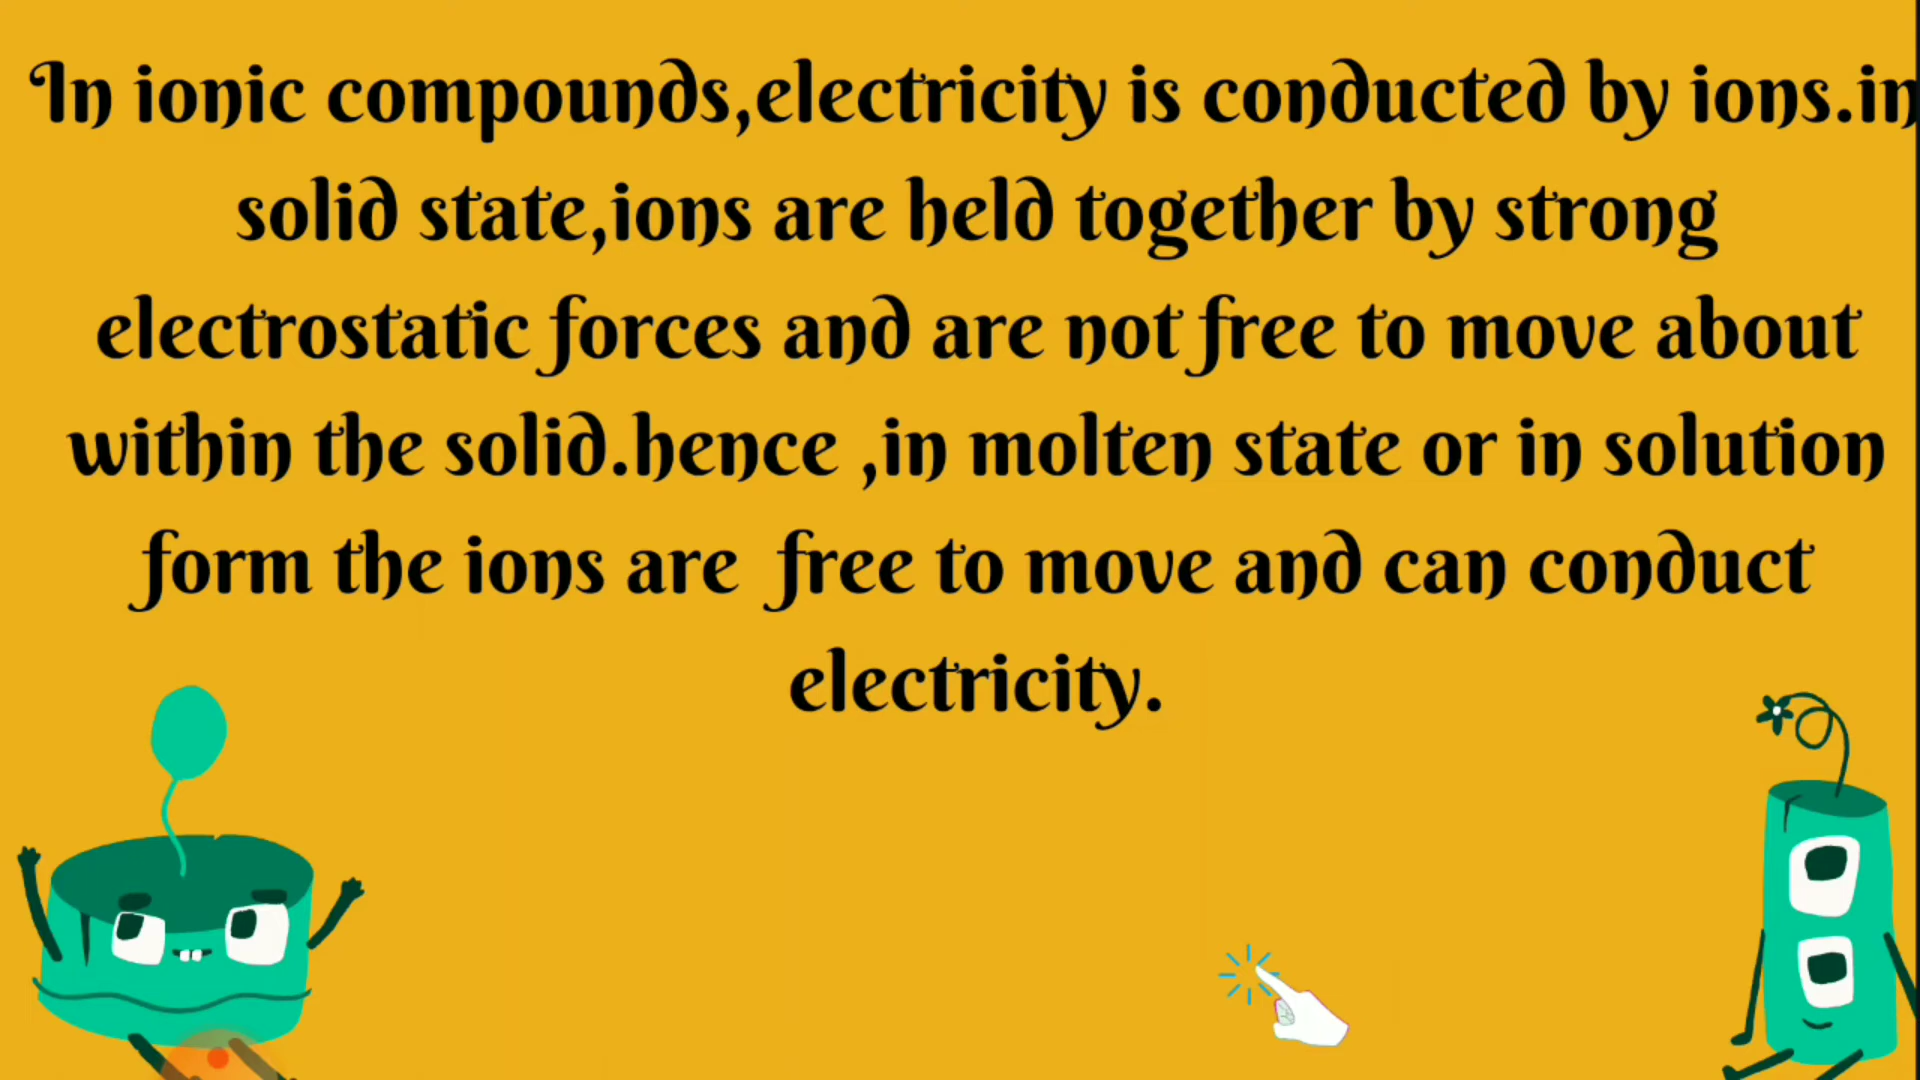 In ionic compounds,electricity is conducted by ions.in
solid state,ions are held together by strong
electrostatic forces and are not free to move about
within the solid.hence ,in molten state or in solution
form the ions are  free to move and can conduct
electricity.